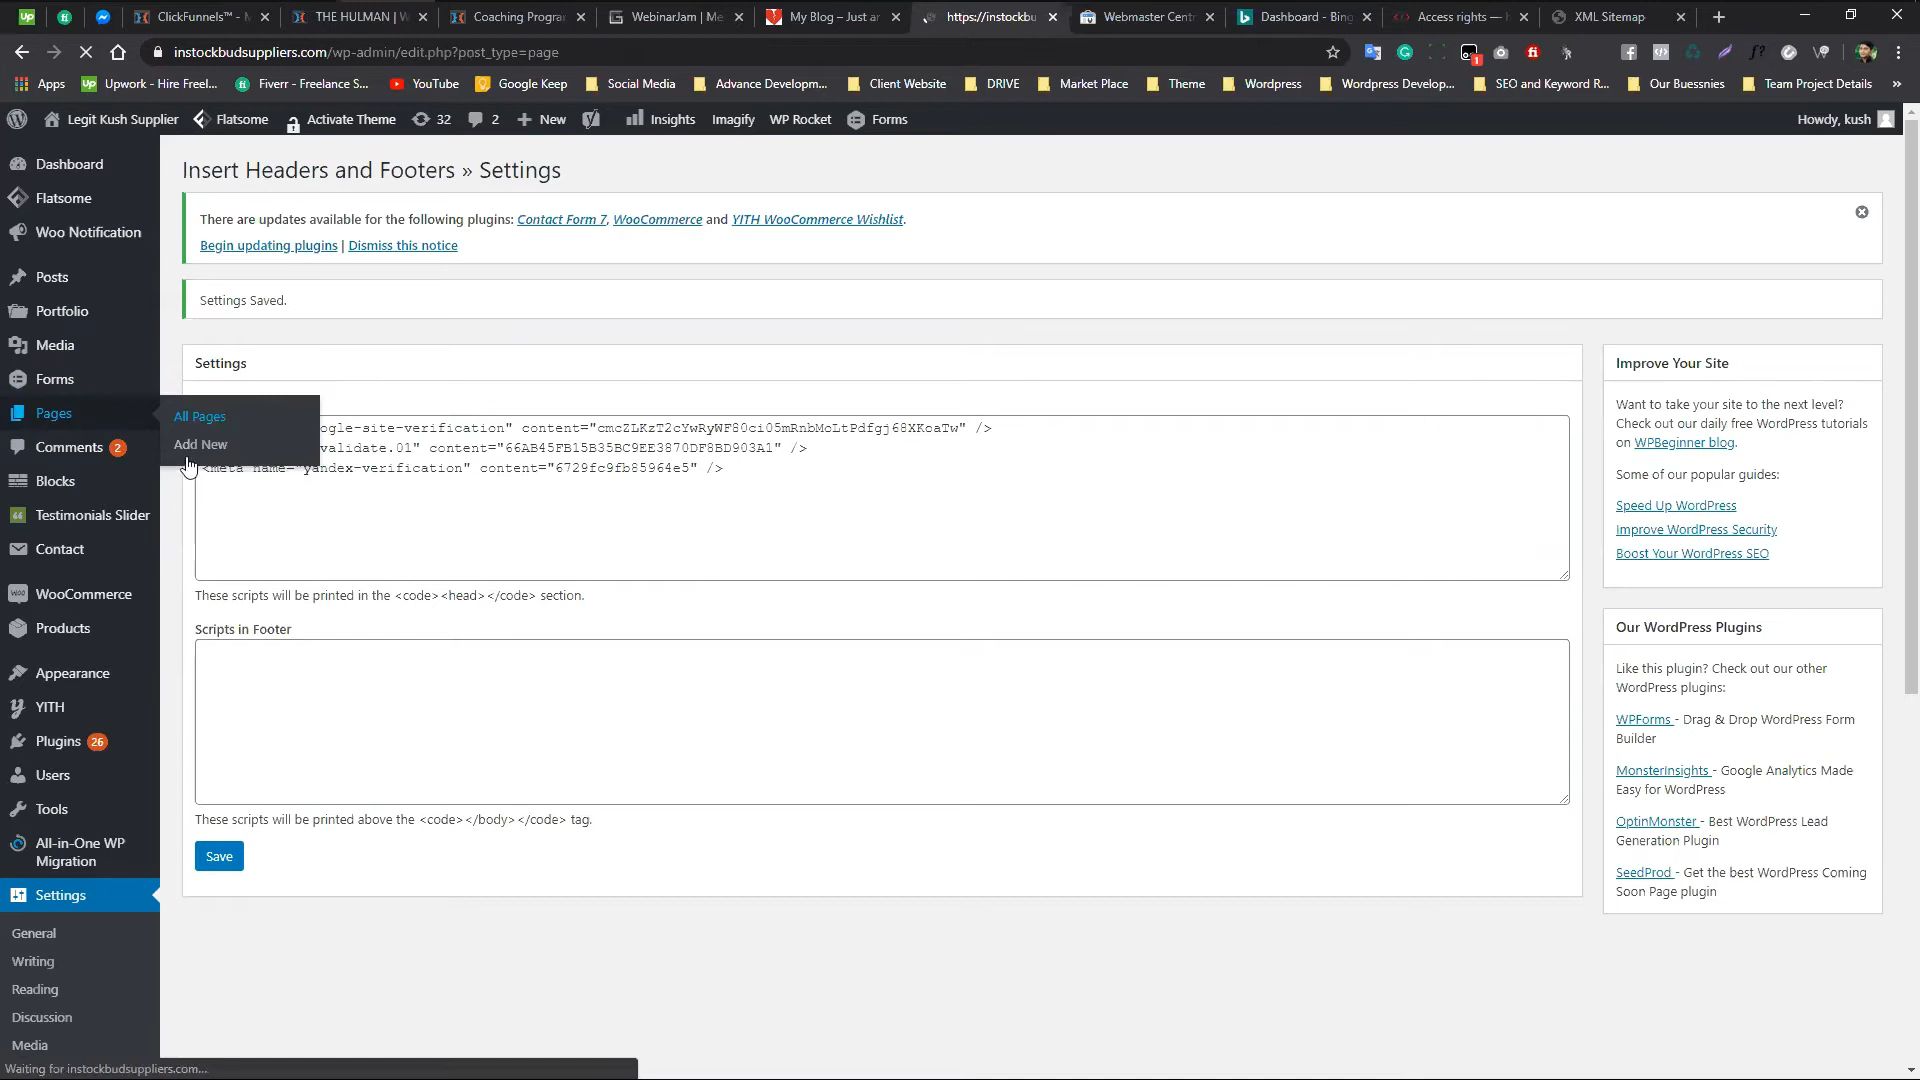 ClickFunnels™ - M
THE HULMAN | W
Coaching Progra
WebinarJam | Me
My Blog – Just ar
https://instockbu
Webmaster Cent
Dashboard - Bing
Access rights — 
XML Sitemap
instockbudsuppliers.com/wp-admin/edit.php?post_type=page
Apps
Upwork - Hire Freel...
Fiverr - Freelance S...
YouTube
Google Keep
Social Media
Advance Developm...
Client Website
DRIVE
Market Place
Theme
Wordpress
Wordpress Develop...
SEO and Keyword R...
Our Buessnies
Team Project Details
»
Legit Kush Supplier
Flatsome
Activate Theme
32
2
New
Insights
Imagify
WP Rocket
Forms
Howdy, kush
Dashboard
Flatsome
Woo Notification
Posts
Portfolio
Media
Forms
Pages
All Pages
Add New
Comments 2
Blocks
Testimonials Slider
Contact
WooCommerce
Products
Appearance
YITH
Plugins 26
Users
Tools
All-in-One WP
Migration
Settings
General
Writing
Reading
Discussion
Media
Waiting for instockbudsuppliers.com...
Insert Headers and Footers » Settings
There are updates available for the following plugins: Contact Form 7, WooCommerce and YITH WooCommerce Wishlist.
Begin updating plugins | Dismiss this notice
Settings Saved.
Settings
ogle-site-verification" content="cmcZLKzT2cYwRyWF80ci05mRnbMoLtPdfgj68XKoaTw" />
validate.01" content="66AB45FB15B35BC9EE3870DF8BD903A1" />
<meta name="yandex-verification" content="6729fc9fb85964e5" />
These scripts will be printed in the <code><head></code> section.
Scripts in Footer
These scripts will be printed above the <code></body></code> tag.
Save
Improve Your Site
Want to take your site to the next level?
Check out our daily free WordPress tutorials
on WPBeginner blog.
Some of our popular guides:
Speed Up WordPress
Improve WordPress Security
Boost Your WordPress SEO
Our WordPress Plugins
Like this plugin? Check out our other
WordPress plugins:
WPForms - Drag & Drop WordPress Form
Builder
MonsterInsights - Google Analytics Made
Easy for WordPress
OptinMonster - Best WordPress Lead
Generation Plugin
SeedProd - Get the best WordPress Coming
Soon Page plugin